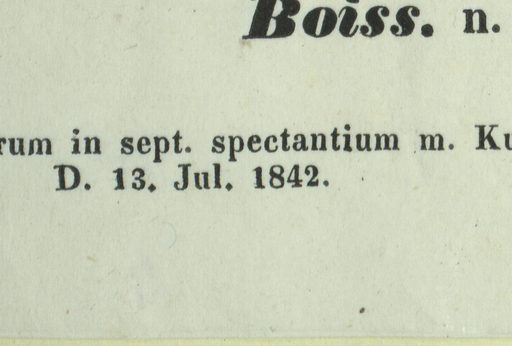 Boiss. n.
rum in sept. spectantium m. Ku
D. 13. Jul. 1842.